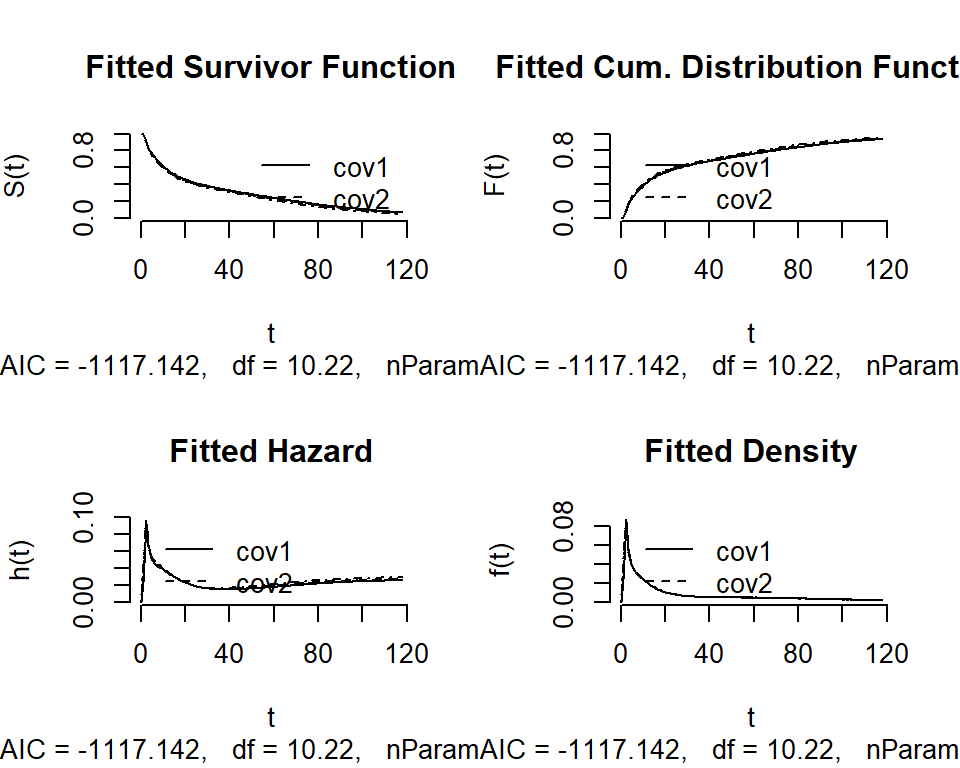 Fitted Survivor Function
S(t)
0.0 0.8
cov1
cov2
0 40 80 120
t
AIC = -1117.142, df = 10.22, nParam
Fitted Cum. Distribution Funct
F(t)
0.0 0.8
cov1
cov2
0 40 80 120
t
AIC = -1117.142, df = 10.22, nParam
Fitted Hazard
h(t)
0.00 0.10
cov1
cov2
0 40 80 120
t
AIC = -1117.142, df = 10.22, nParam
Fitted Density
f(t)
0.00 0.08
cov1
cov2
0 40 80 120
t
AIC = -1117.142, df = 10.22, nParam